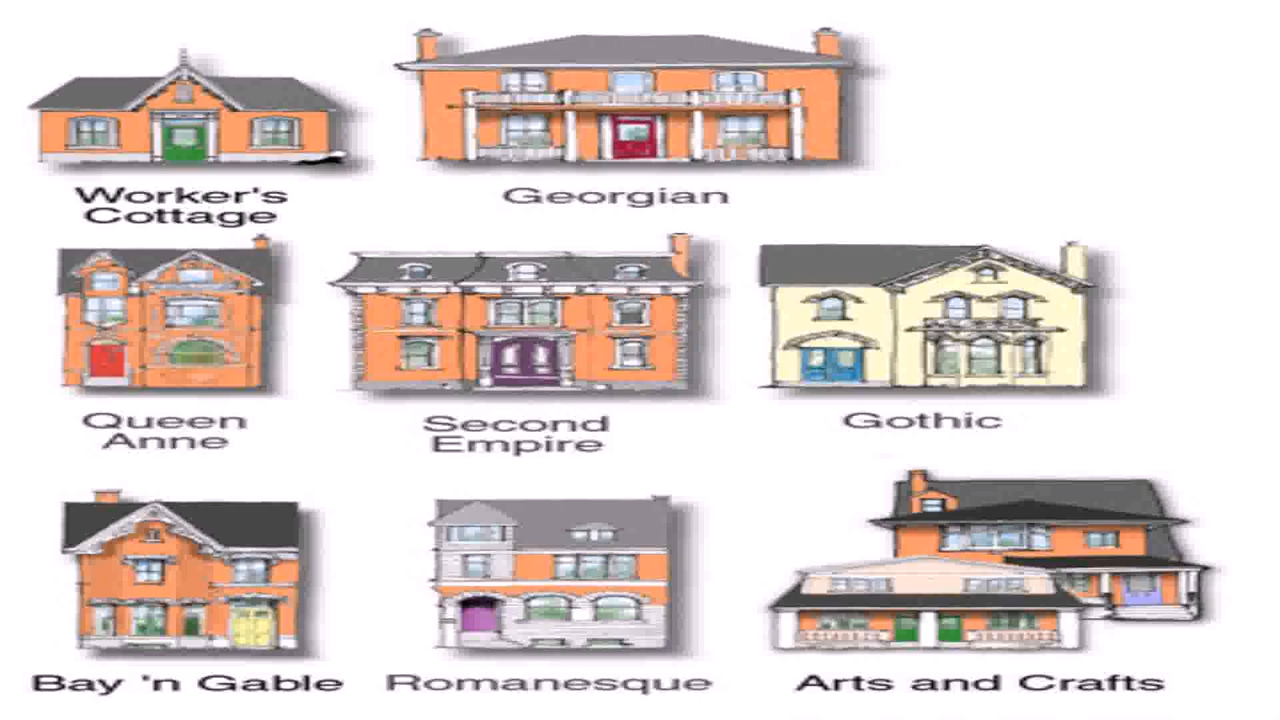 Worker's
Cottage
Georgian
Queen
Anne
Second
Empire
Gothic
Bay 'n Gable
Romanesque
Arts and Crafts